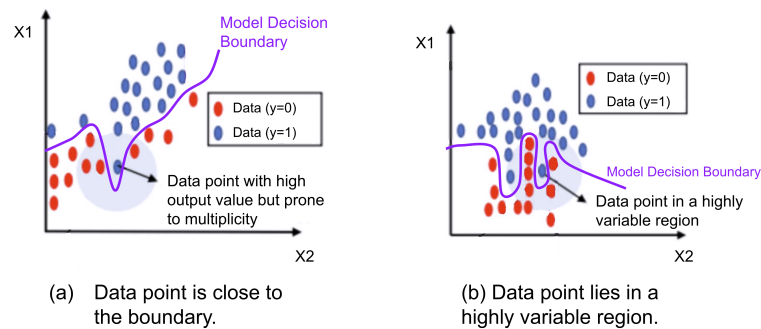 X1
Model Decision
Boundary
Data (y=0)
Data (y=1)
Data point with high
output value but prone
to multiplicity
X2
(a) Data point is close to
the boundary.
X1
Data (y=0)
Data (y=1)
Model Decision Boundary
Data point in a highly
variable region
X2
(b) Data point lies in a
highly variable region.